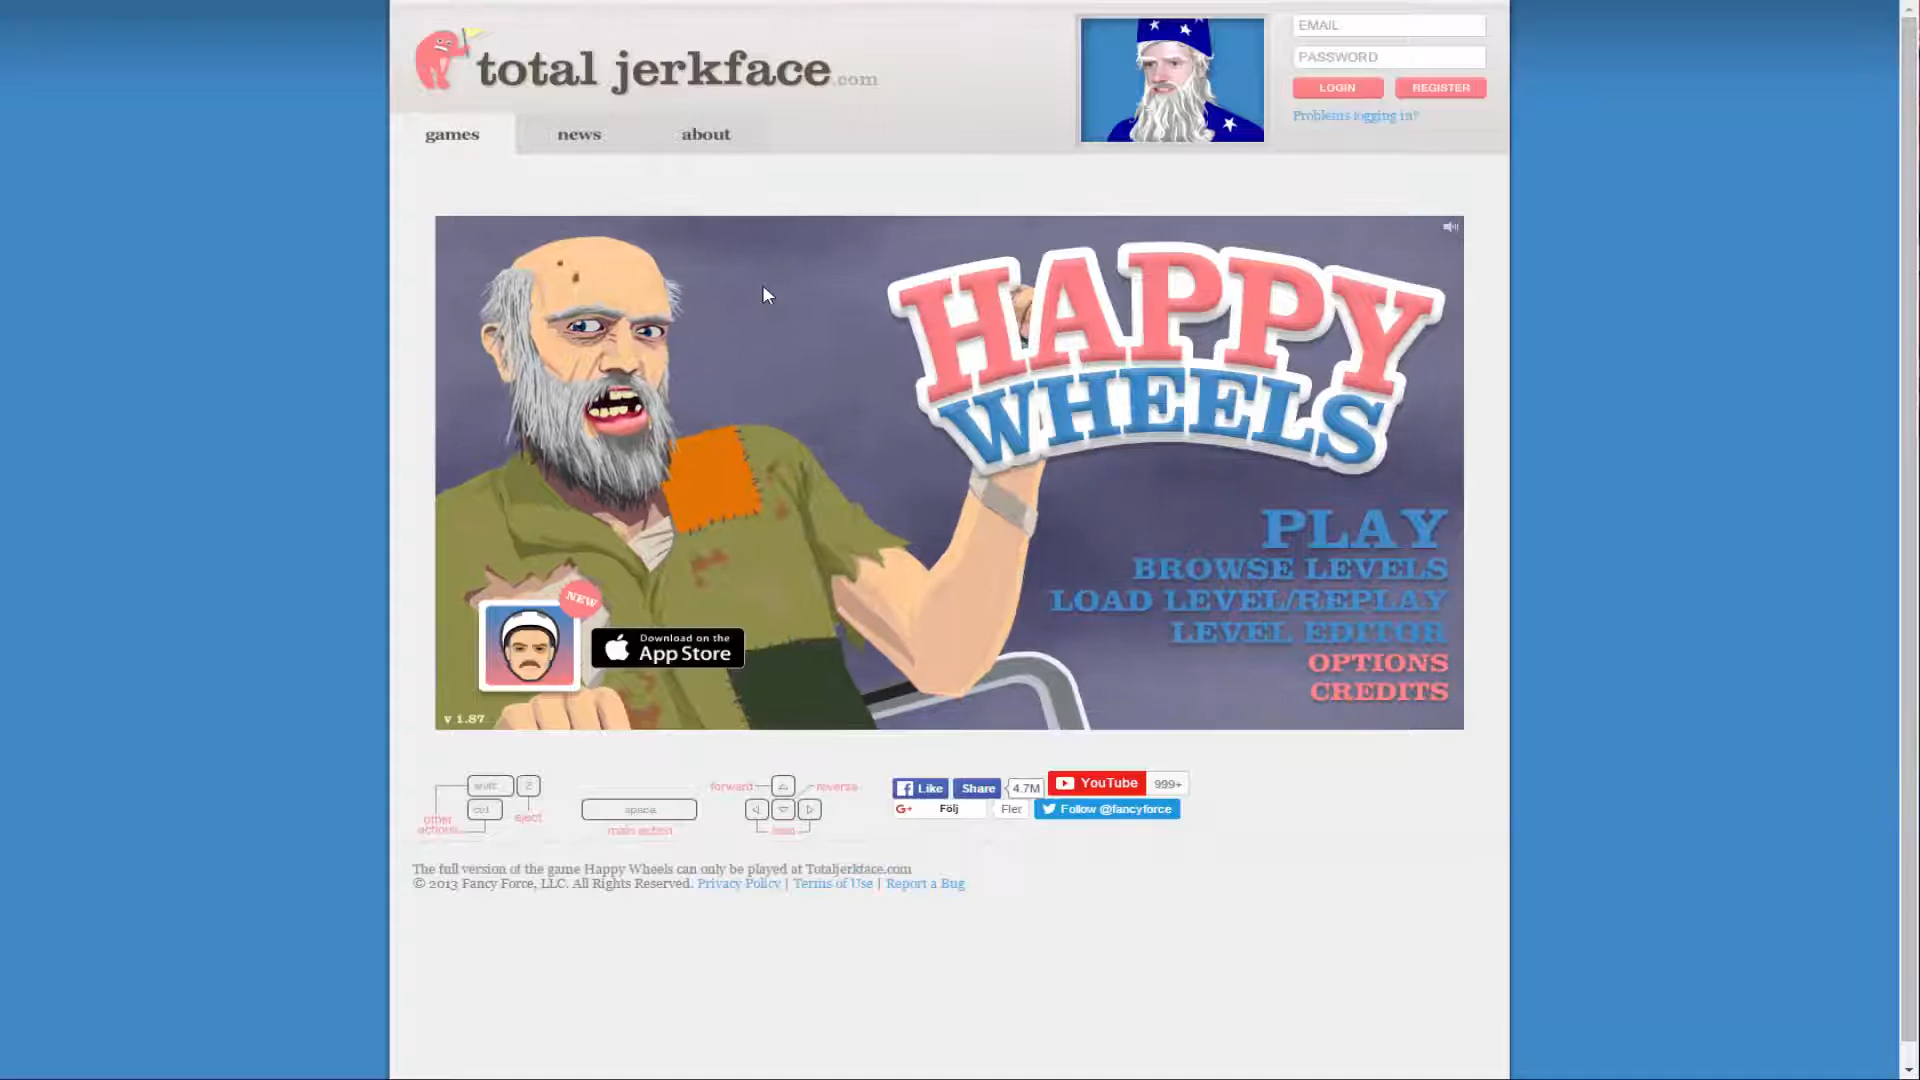 total jerkface.com
EMAIL
PASSWORD
LOGIN REGISTER
Problems logging in?
games news about
HAPPY
WHEELS
PLAY
BROWSE LEVELS
LOAD LEVEL/REPLAY
LEVEL EDITOR
OPTIONS
CREDITS
NEW
Download on the
App Store
v 1.87
shift Z
ctrl
other
actions
eject
space
main action
forward reverse
lean
Like Share 4.7M YouTube 999+
G+ Följ Fler Follow @fancyforce
The full version of the game Happy Wheels can only be played at Totaljerkface.com
© 2013 Fancy Force, LLC. All Rights Reserved. Privacy Policy | Terms of Use | Report a Bug